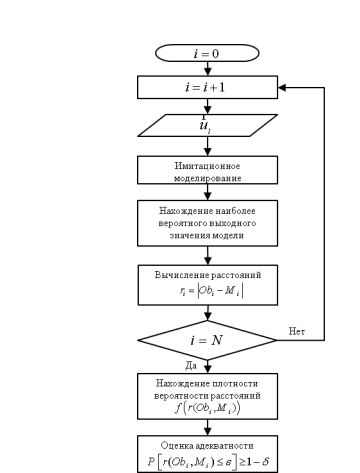 i = 0
i = i + 1
u_i
Имитационное
моделирование
Нахождение наиболее
вероятного выходного
значения модели
Вычисление расстояний
r_i = |Ob_i − M_i|
i = N
Нет
Да
Нахождение плотности
вероятности расстояний
f(r(Ob_i, M_i))
Оценка адекватности
P[r(Ob_i, M_i) ≤ ε] ≥ 1 − δ